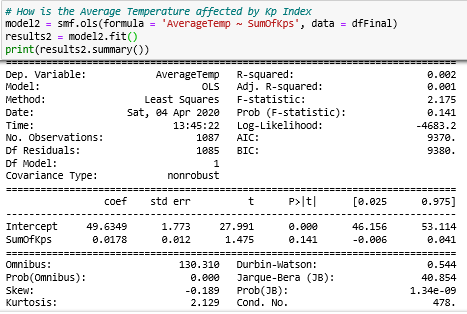 # How is the Average Temperature affected by Kp Index
model2 = smf.ols(formula = 'AverageTemp ~ SumOfKps', data = dfFinal)
results2 = model2.fit()
print(results2.summary())
==============================================================================
Dep. Variable: AverageTemp R-squared: 0.002
Model: OLS Adj. R-squared: 0.001
Method: Least Squares F-statistic: 2.175
Date: Sat, 04 Apr 2020 Prob (F-statistic): 0.141
Time: 13:45:22 Log-Likelihood: -4683.2
No. Observations: 1087 AIC: 9370.
Df Residuals: 1085 BIC: 9380.
Df Model: 1
Covariance Type: nonrobust
==============================================================================
coef std err t P>|t| [0.025 0.975]
------------------------------------------------------------------------------
Intercept 49.6349 1.773 27.991 0.000 46.156 53.114
SumOfKps 0.0178 0.012 1.475 0.141 -0.006 0.041
==============================================================================
Omnibus: 130.310 Durbin-Watson: 0.544
Prob(Omnibus): 0.000 Jarque-Bera (JB): 40.854
Skew: -0.189 Prob(JB): 1.34e-09
Kurtosis: 2.129 Cond. No. 478.